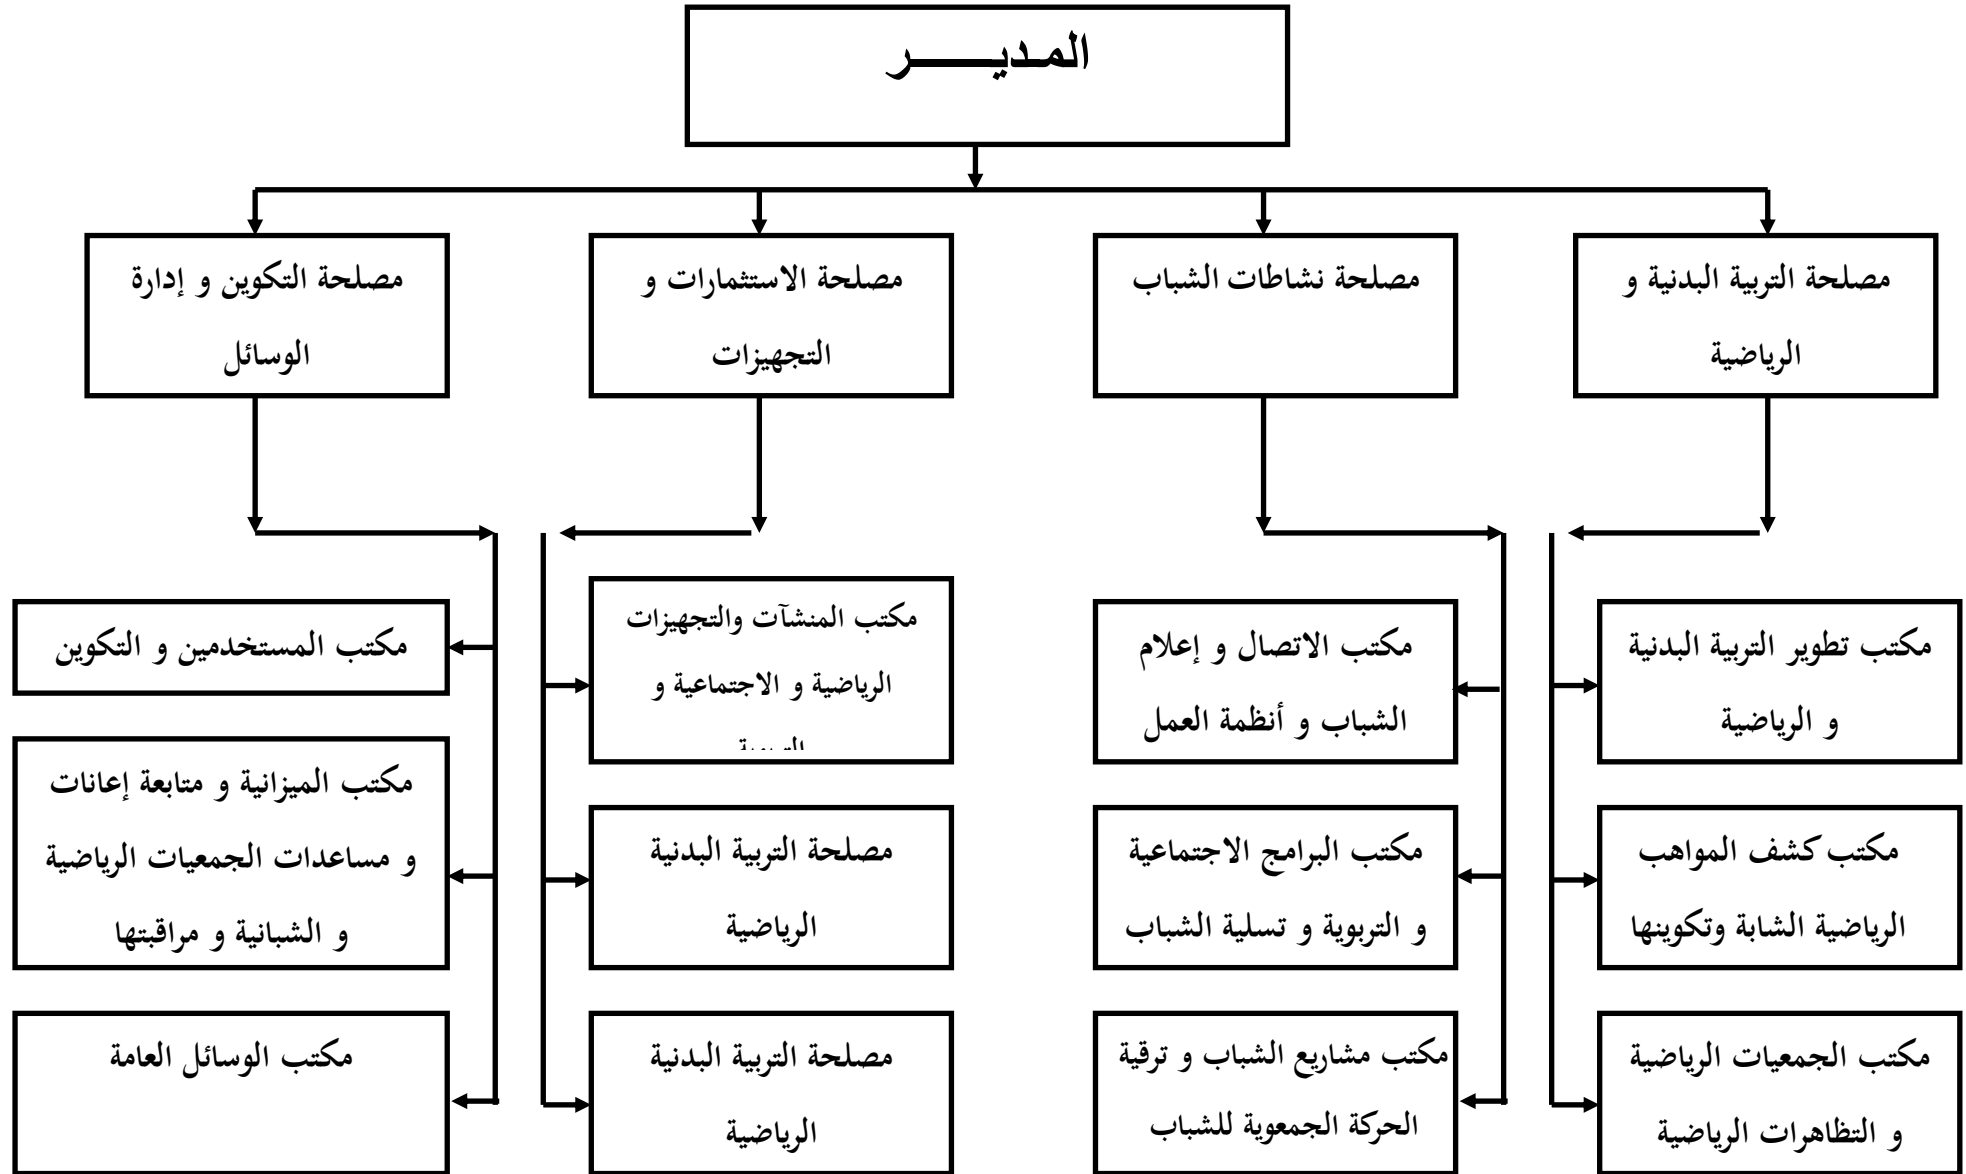 المديـــــــر
مصلحة التربية البدنية و
الرياضية
مصلحة نشاطات الشباب
مصلحة الاستثمارات و
التجهيزات
مصلحة التكوين و إدارة
الوسائل
مكتب تطوير التربية البدنية
و الرياضية
مكتب كشف المواهب
الرياضية الشابة وتكوينها
مكتب الجمعيات الرياضية
و التظاهرات الرياضية
مكتب الاتصال و إعلام
الشباب و أنظمة العمل
مكتب البرامج الاجتماعية
و التربوية و تسلية الشباب
مكتب مشاريع الشباب و ترقية
الحركة الجمعوية للشباب
مكتب المنشآت والتجهيزات
الرياضية و الاجتماعية و
مصلحة التربية البدنية
الرياضية
مصلحة التربية البدنية
الرياضية
مكتب المستخدمين و التكوين
مكتب الميزانية و متابعة إعانات
و مساعدات الجمعيات الرياضية
و الشبانية و مراقبتها
مكتب الوسائل العامة